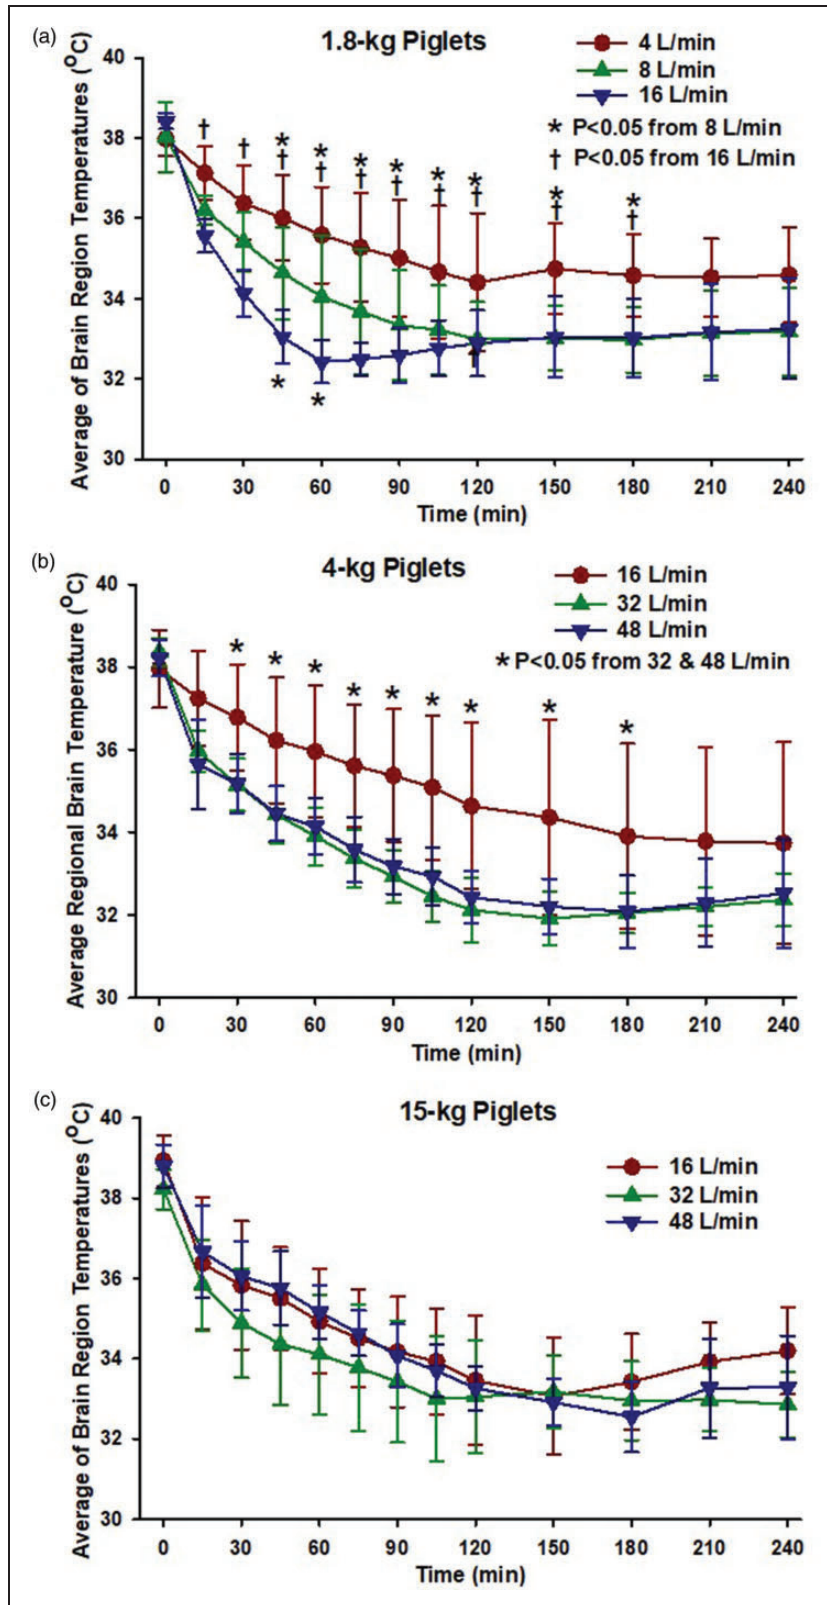 (a)
1.8-kg Piglets
4 L/min
8 L/min
16 L/min
* P<0.05 from 8 L/min
† P<0.05 from 16 L/min
Average of Brain Region Temperatures (°C)
40
38
36
34
32
30
* * * * * * * *
† † † † † † † † † †
†
* *
0 30 60 90 120 150 180 210 240
Time (min)
(b)
4-kg Piglets
16 L/min
32 L/min
48 L/min
* P<0.05 from 32 & 48 L/min
Average Regional Brain Temperature (°C)
40
38
36
34
32
30
* * * * * * * * *
0 30 60 90 120 150 180 210 240
Time (min)
(c)
15-kg Piglets
16 L/min
32 L/min
48 L/min
Average of Brain Region Temperatures (°C)
40
38
36
34
32
30
0 30 60 90 120 150 180 210 240
Time (min)